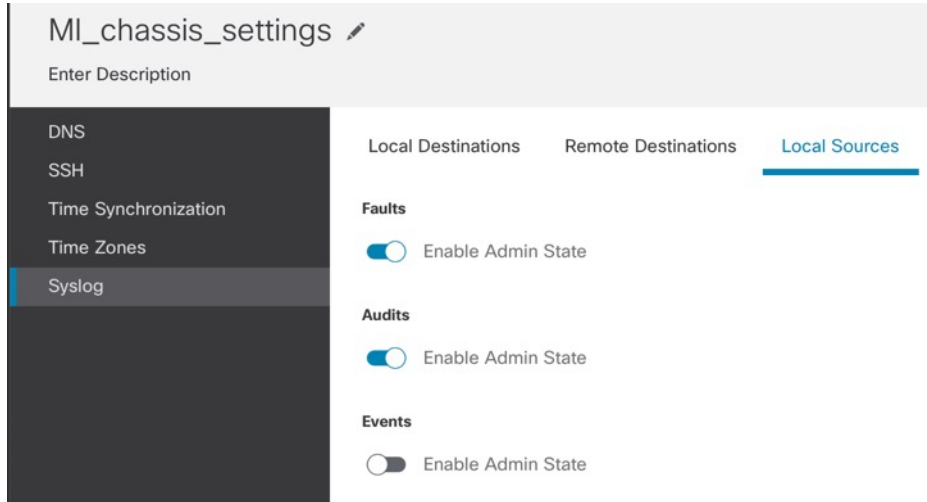 MI_chassis_settings
Enter Description
DNS
SSH
Time Synchronization
Time Zones
Syslog
Local Destinations Remote Destinations Local Sources
Faults
Enable Admin State
Audits
Enable Admin State
Events
Enable Admin State